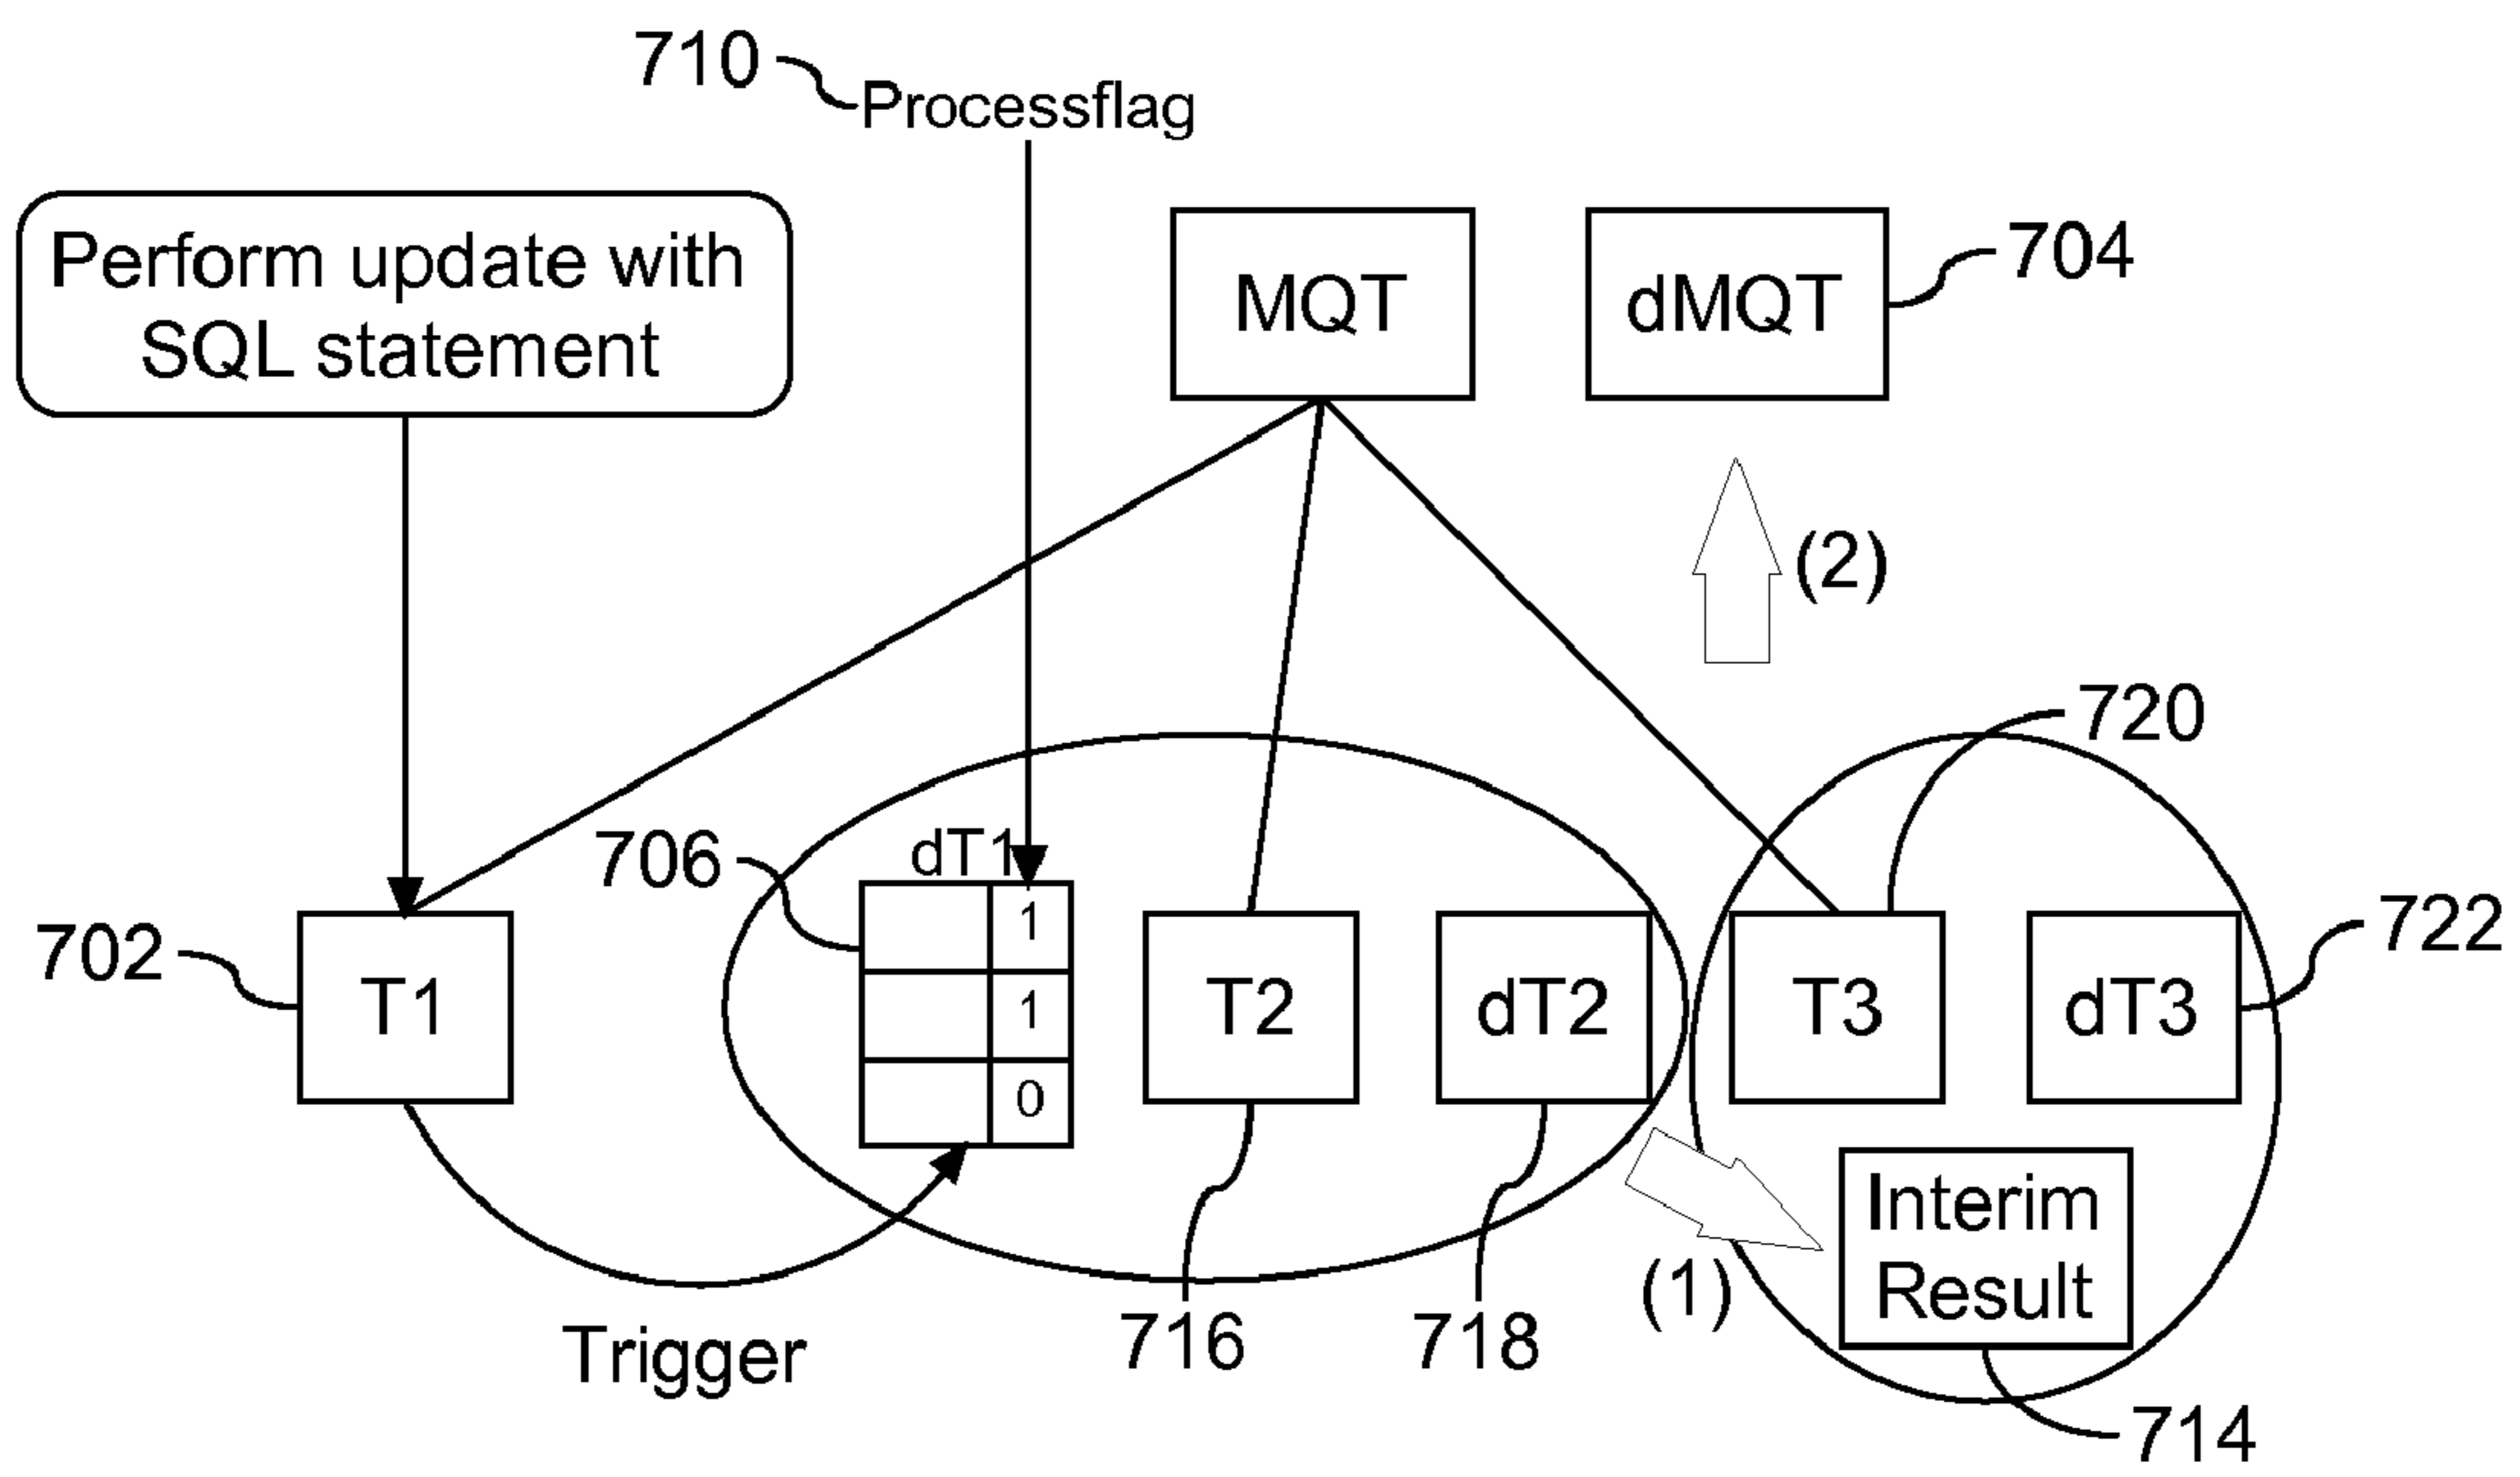 710
Processflag
Perform update with
SQL statement
MQT
dMQT
704
(2)
720
706
dT1
702
T1
1
1
0
T2
dT2
T3
dT3
722
Interim
Result
(1)
716
718
Trigger
714